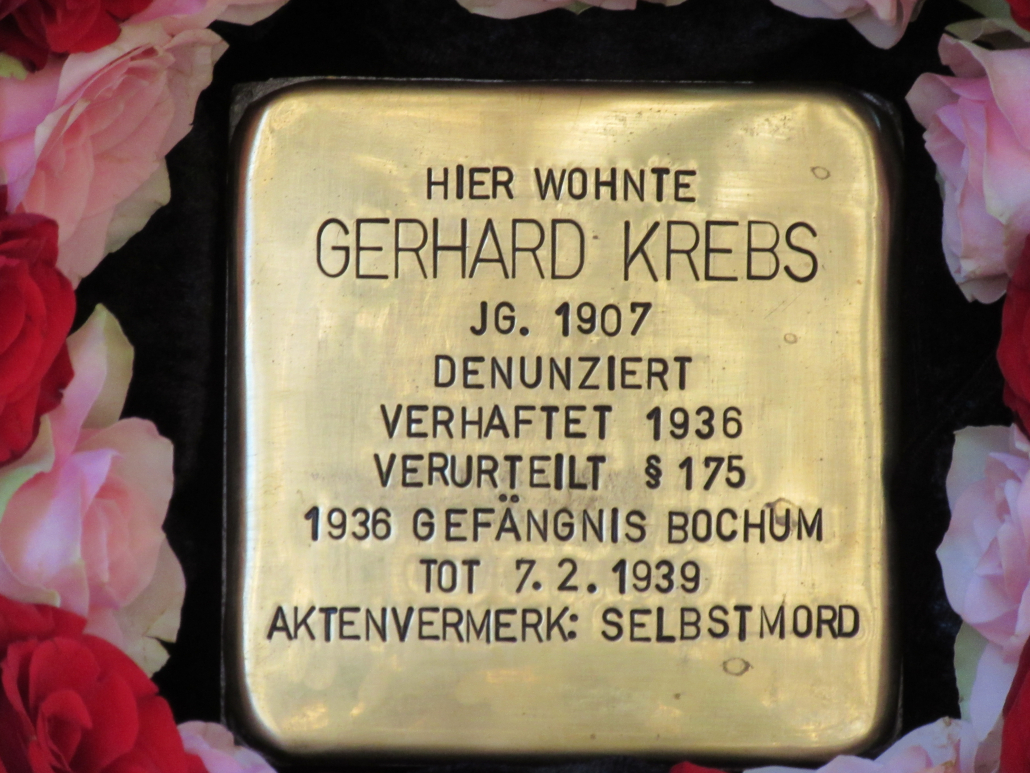 HIER WOHNTE
GERHARD KREBS
JG. 1907
DENUNZIERT
VERHAFTET 1936
VERURTEILT § 175
1936 GEFÄNGNIS BOCHUM
TOT 7.2.1939
AKTENVERMERK: SELBSTMORD